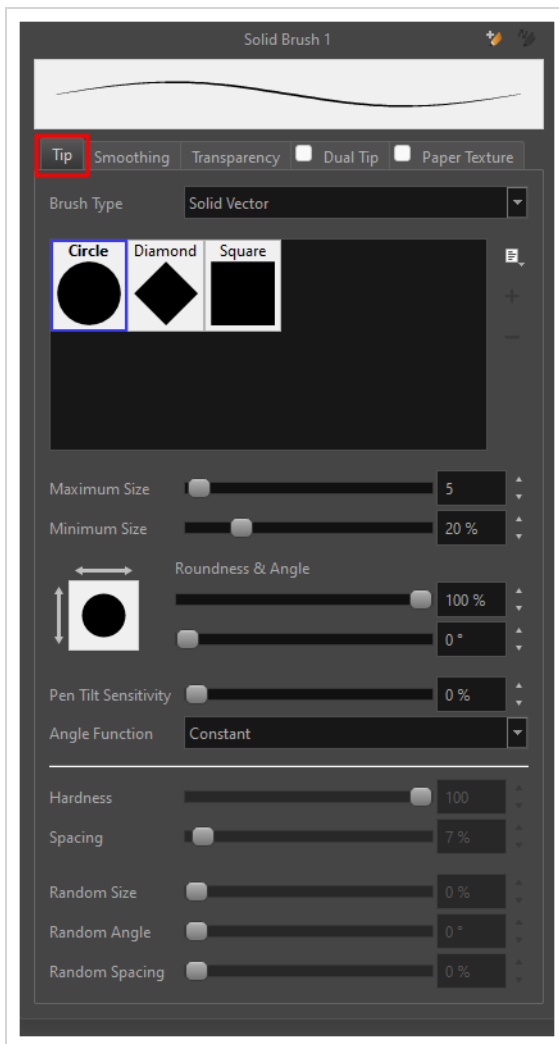 Solid Brush 1
Tip Smoothing Transparency Dual Tip Paper Texture
Brush Type Solid Vector
Circle Diamond Square
Maximum Size 5
Minimum Size 20 %
Roundness & Angle
100 %
0 °
Pen Tilt Sensitivity 0 %
Angle Function Constant
Hardness 100
Spacing 7 %
Random Size 0 %
Random Angle 0 °
Random Spacing 0 %